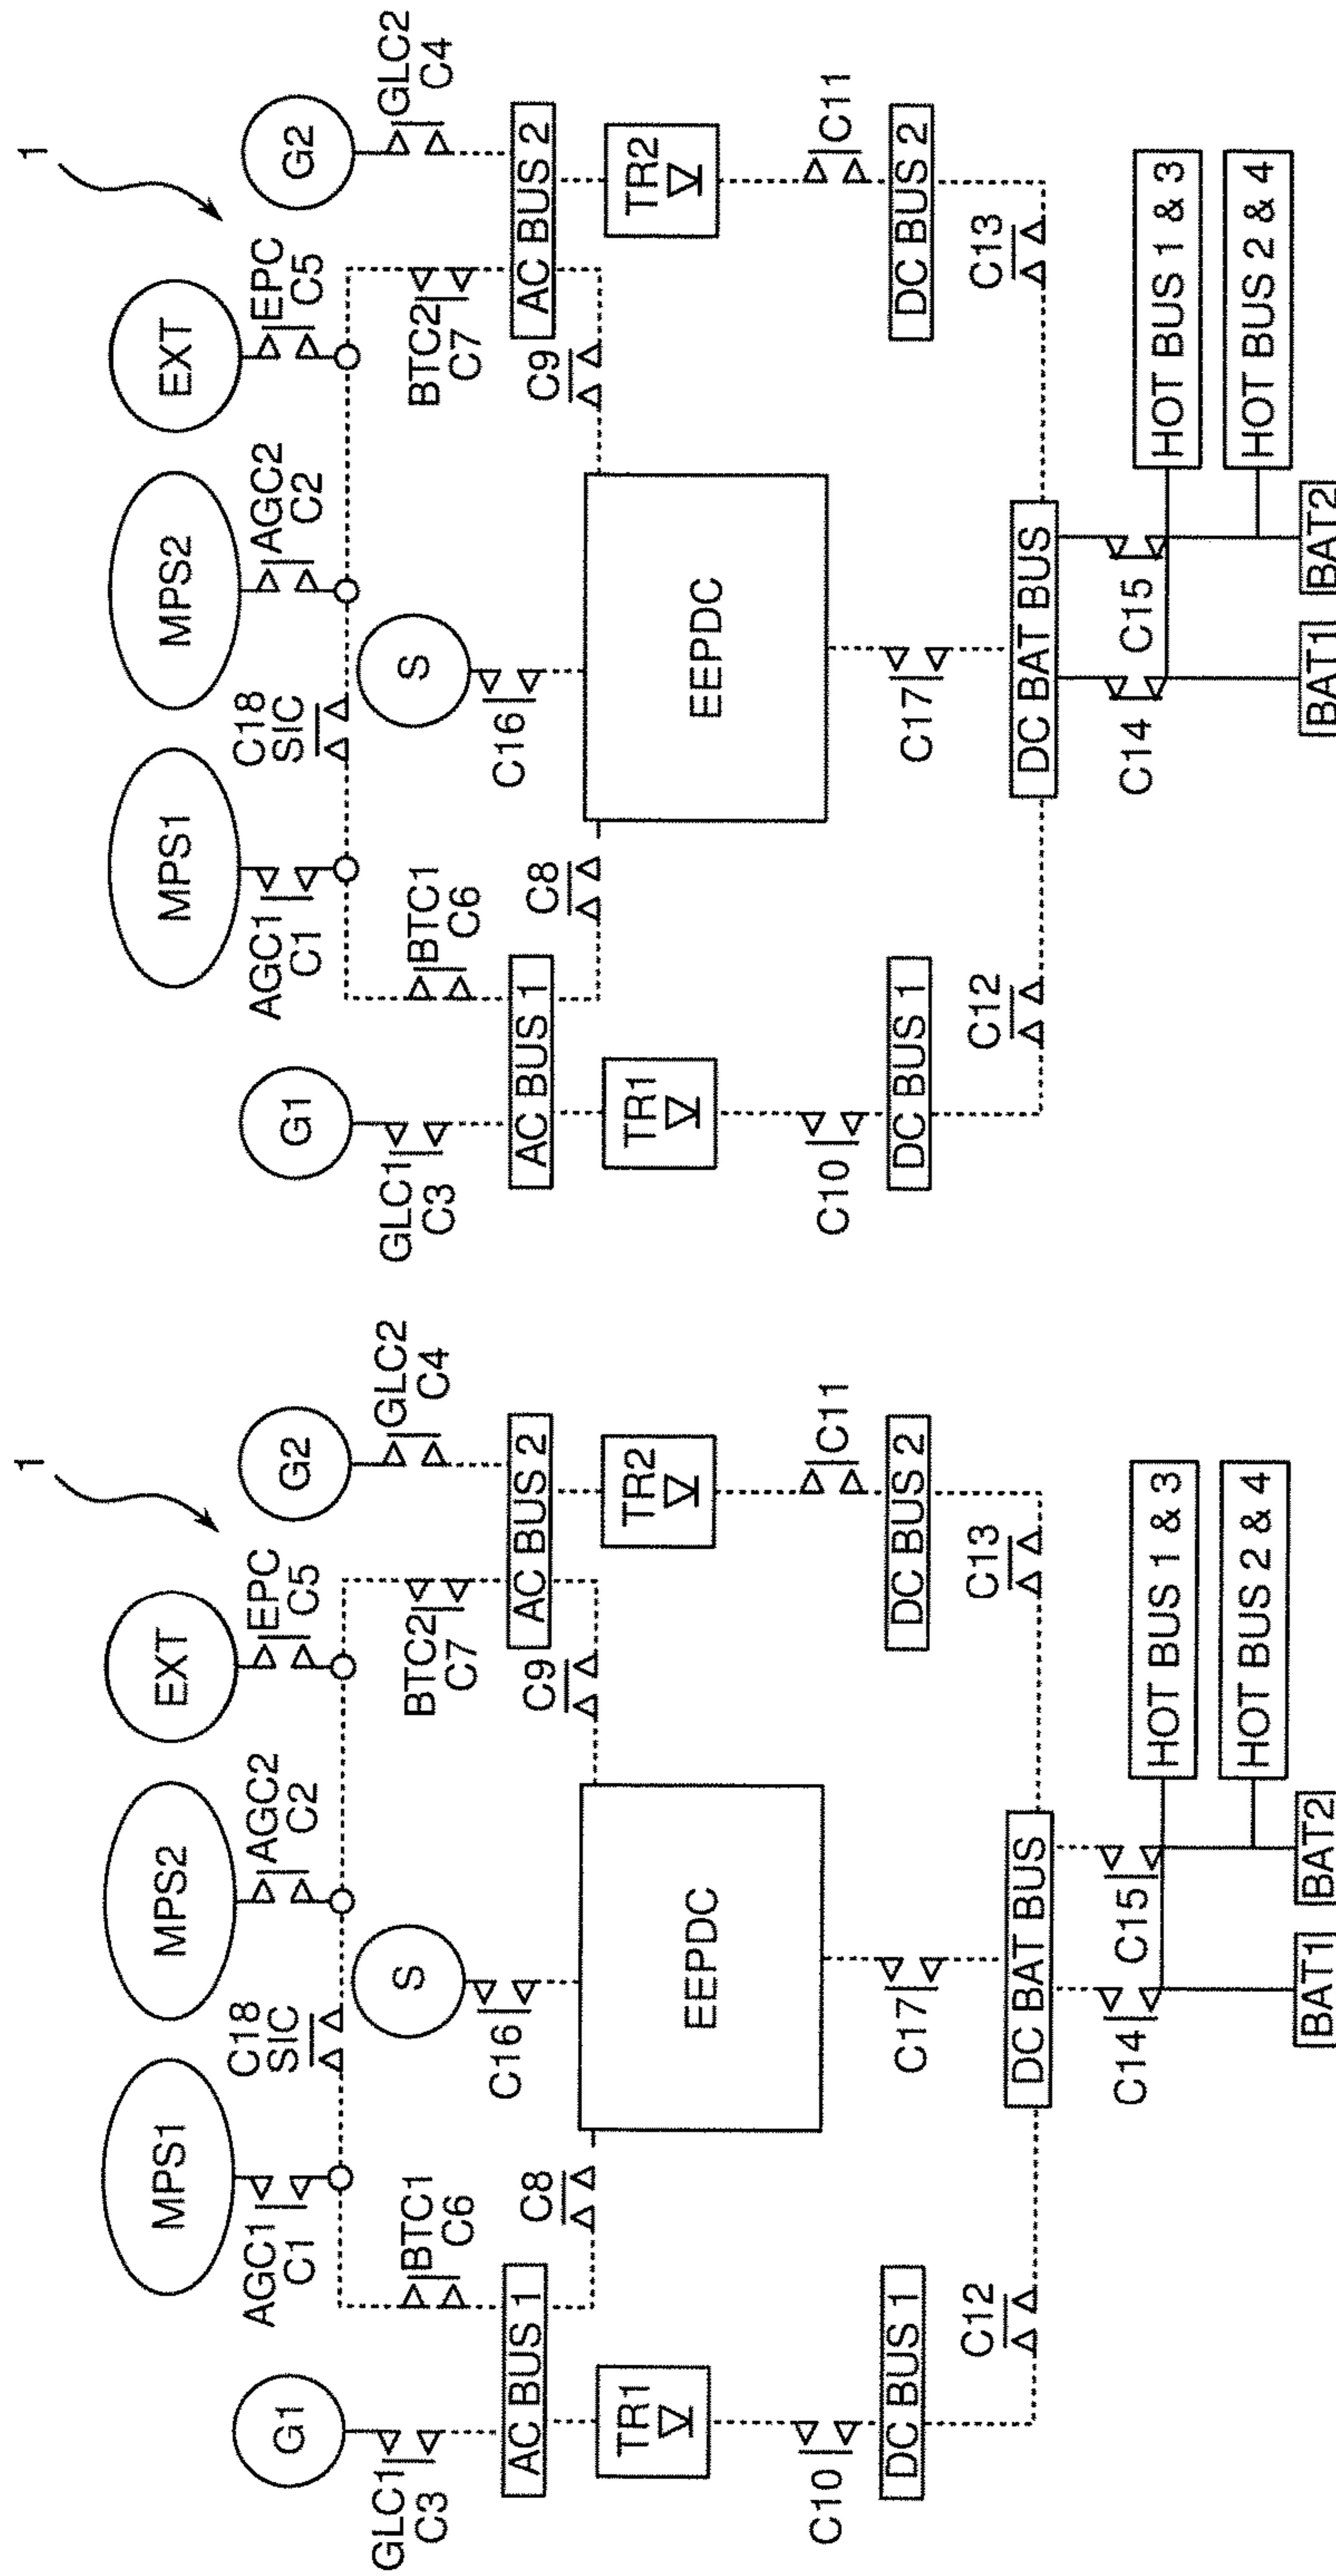 1
MPS1
MPS2
EXT
AGC1
C1
C18
SIC
AGC2
C2
EPC
C5
G1
G2
GLC1
C3
BTC1
C6
S
BTC2
C7
GLC2
C4
C16
AC BUS 1
AC BUS 2
C8
C9
TR1
EEPDC
TR2
C10
C17
C11
DC BUS 1
DC BUS 2
C12
DC BAT BUS
C13
C14
C15
HOT BUS 1 & 3
HOT BUS 2 & 4
BAT1
BAT2
1
MPS1
MPS2
EXT
AGC1
C1
C18
SIC
AGC2
C2
EPC
C5
G1
G2
GLC1
C3
BTC1
C6
S
BTC2
C7
GLC2
C4
C16
AC BUS 1
AC BUS 2
C8
C9
TR1
EEPDC
TR2
C10
C17
C11
DC BUS 1
DC BUS 2
C12
DC BAT BUS
C13
C14
C15
HOT BUS 1 & 3
HOT BUS 2 & 4
BAT1
BAT2